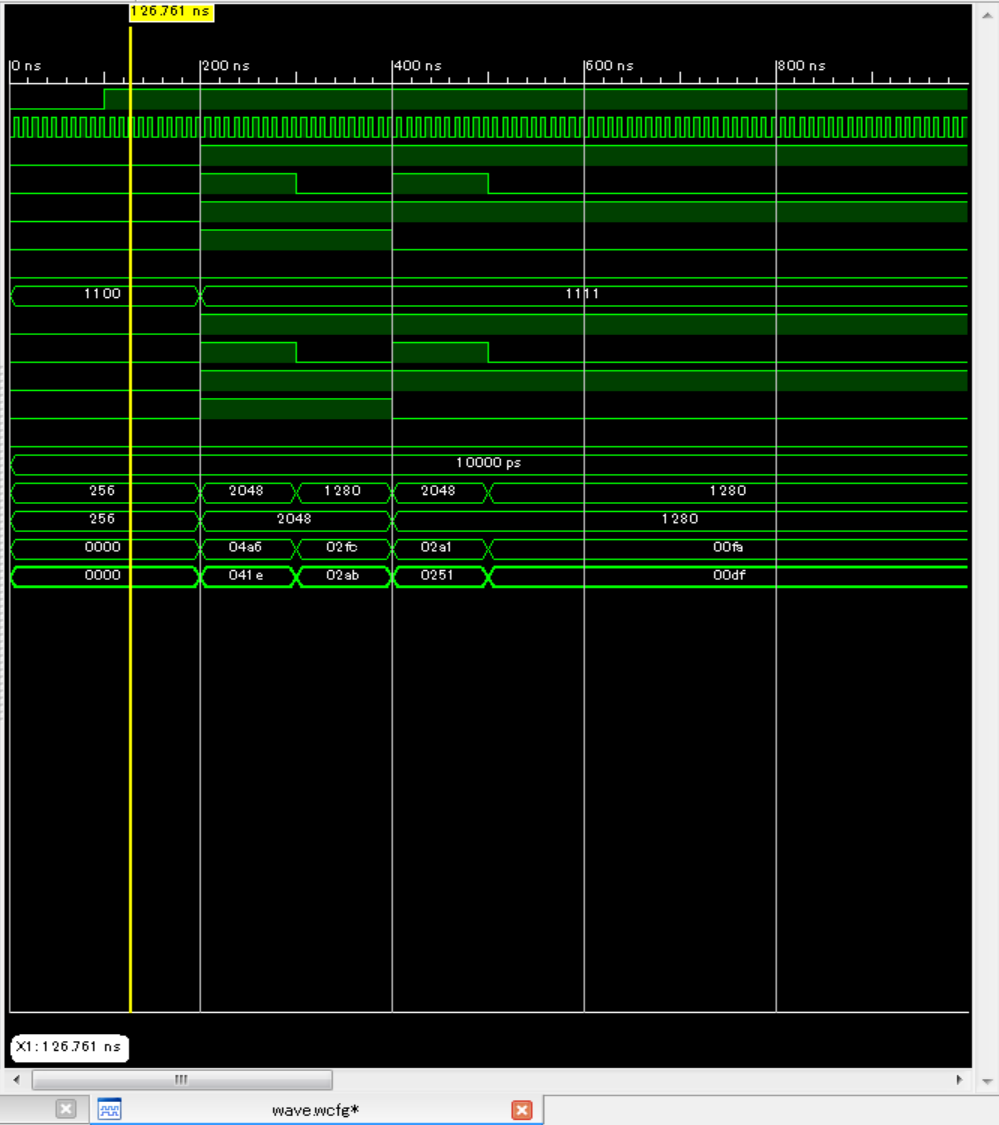 126.761 ns
0 ns 200 ns 400 ns 600 ns 800 ns
1100 1111
10000 ps
256 2048 1280 2048 1280
256 2048 1280
0000 04a6 02fc 02a1 00fa
0000 041e 02ab 0251 00df
X1:126.761 ns
wave.wcfg*